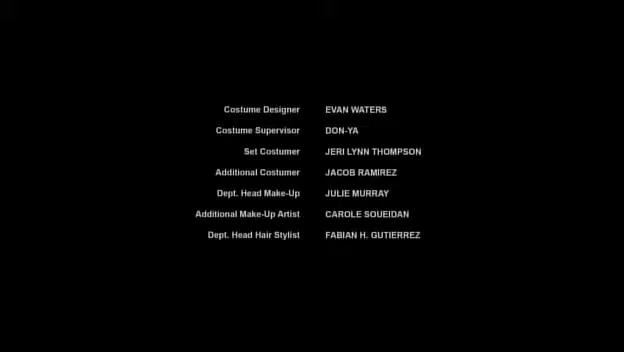 Costume Designer EVAN WATERS
Costume Supervisor DON-YA
Set Costumer JERI LYNN THOMPSON
Additional Costumer JACOB RAMIREZ
Dept. Head Make-Up JULIE MURRAY
Additional Make-Up Artist CAROLE SOUEIDAN
Dept. Head Hair Stylist FABIAN H. GUTIERREZ